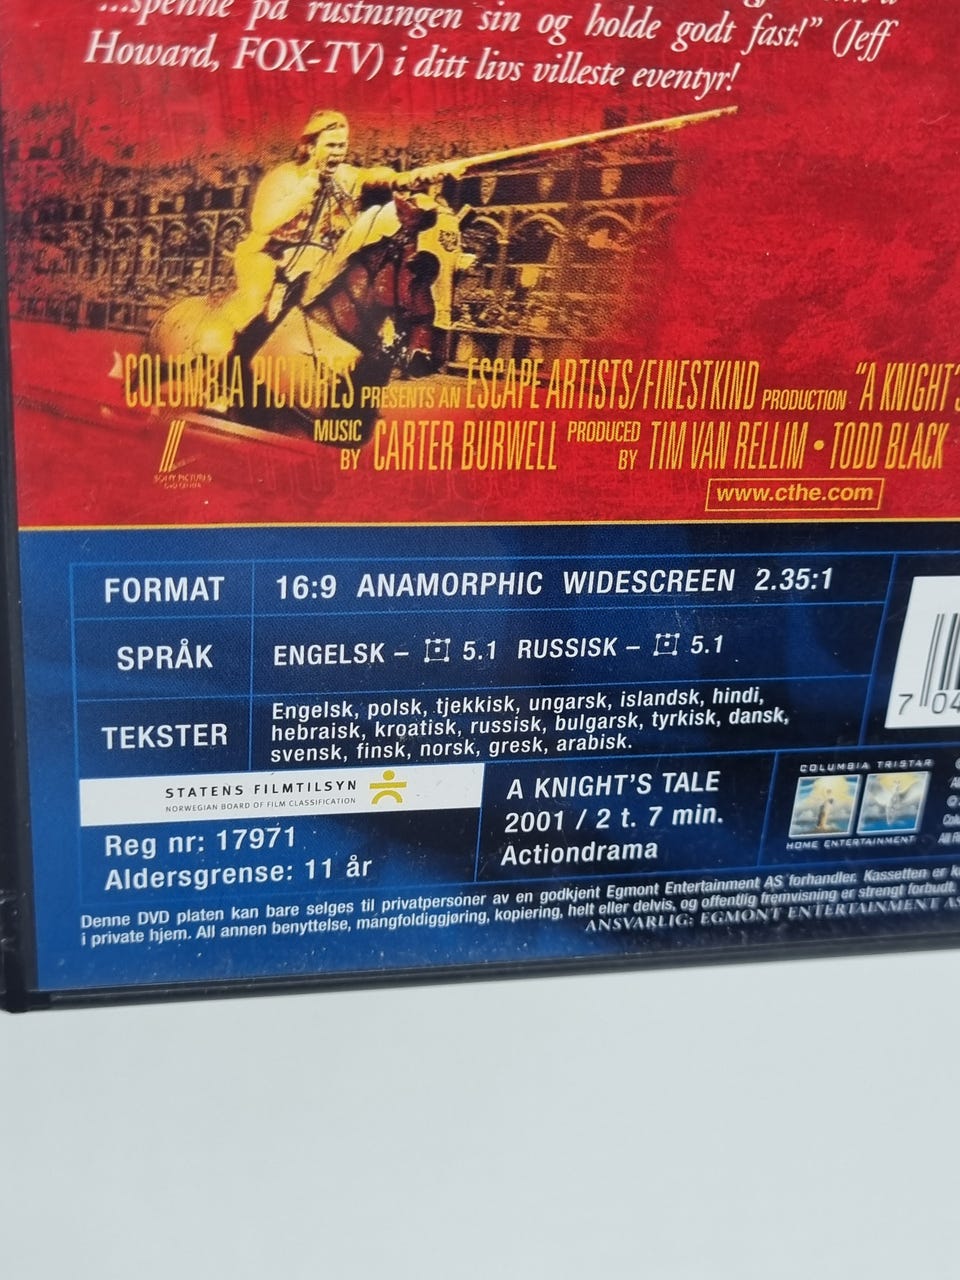 ...spenne på rustningen sin og holde godt fast!" (Jeff
Howard, FOX-TV) i ditt livs villeste eventyr!
COLUMBIA PICTURES PRESENTS AN ESCAPE ARTISTS/FINESTKIND PRODUCTION "A KNIGHT'S
MUSIC BY CARTER BURWELL PRODUCED BY TIM VAN RELLIM • TODD BLACK
SONY PICTURES
DVD CENTER
www.cthe.com
FORMAT 16:9 ANAMORPHIC WIDESCREEN 2.35:1
SPRÅK ENGELSK – 5.1 RUSSISK – 5.1
TEKSTER
Engelsk, polsk, tjekkisk, ungarsk, islandsk, hindi,
hebraisk, kroatisk, russisk, bulgarsk, tyrkisk, dansk,
svensk, finsk, norsk, gresk, arabisk.
7 04
STATENS FILMTILSYN
NORWEGIAN BOARD OF FILM CLASSIFICATION
Reg nr: 17971
Aldersgrense: 11 år
A KNIGHT'S TALE
2001 / 2 t. 7 min.
Actiondrama
COLUMBIA TRISTAR
HOME ENTERTAINMENT
Denne DVD platen kan bare selges til privatpersoner av en godkjent Egmont Entertainment AS forhandler. Kassetten er
i private hjem. All annen benyttelse, mangfoldiggjøring, kopiering, helt eller delvis, og offentlig fremvisning er strengt forbudt.
ANSVARLIG: EGMONT ENTERTAINMENT AS